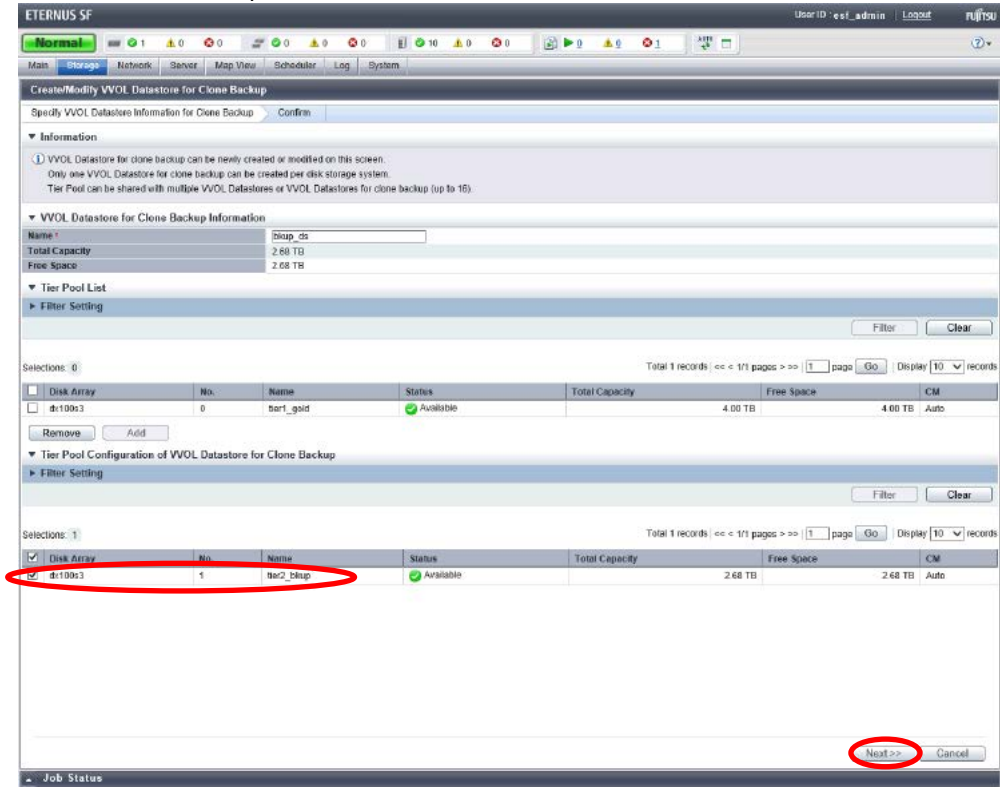 ETERNUS SF User ID : esf_admin Logout FUJITSU
Normal 1 0 0 0 0 0 10 0 0 0 0 1
Main Storage Network Server Map View Scheduler Log System
Create/Modify VVOL Datastore for Clone Backup
Specify VVOL Datastore Information for Clone Backup Confirm
Information
VVOL Datastore for clone backup can be newly created or modified on this screen.
Only one VVOL Datastore for clone backup can be created per disk storage system.
Tier Pool can be shared with multiple VVOL Datastores or VVOL Datastores for clone backup (up to 16).
VVOL Datastore for Clone Backup Information
Name * bkup_ds
Total Capacity 2.68 TB
Free Space 2.68 TB
Tier Pool List
Filter Setting
Filter Clear
Selections: 0 Total 1 records | << < 1/1 pages > >> | 1 page Go | Display 10 records
Disk Array No. Name Status Total Capacity Free Space CM
dx100s3 0 tier1_gold Available 4.00 TB 4.00 TB Auto
Remove Add
Tier Pool Configuration of VVOL Datastore for Clone Backup
Filter Setting
Filter Clear
Selections: 1 Total 1 records | << < 1/1 pages > >> | 1 page Go | Display 10 records
Disk Array No. Name Status Total Capacity Free Space CM
dx100s3 1 tier2_bkup Available 2.68 TB 2.68 TB Auto
Next >> Cancel
Job Status